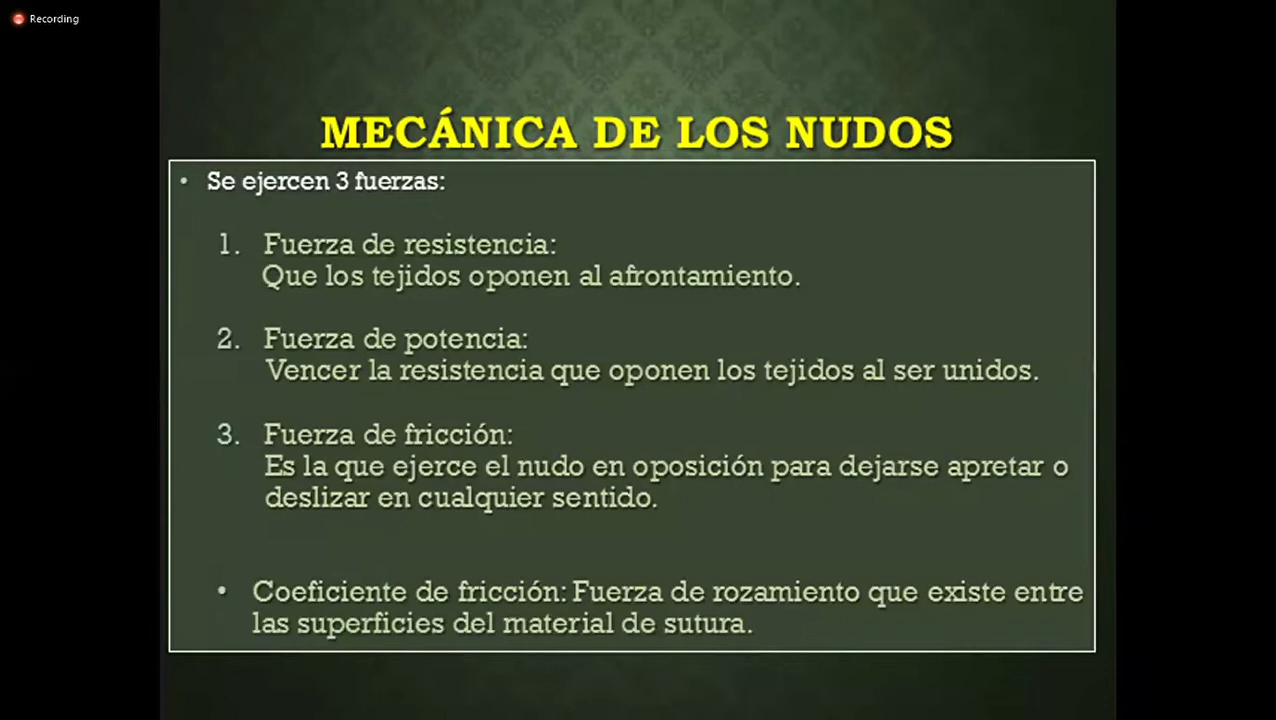 Recording
MECÁNICA DE LOS NUDOS
• Se ejercen 3 fuerzas:
1. Fuerza de resistencia:
Que los tejidos oponen al afrontamiento.
2. Fuerza de potencia:
Vencer la resistencia que oponen los tejidos al ser unidos.
3. Fuerza de fricción:
Es la que ejerce el nudo en oposición para dejarse apretar o
deslizar en cualquier sentido.
• Coeficiente de fricción: Fuerza de rozamiento que existe entre
las superficies del material de sutura.